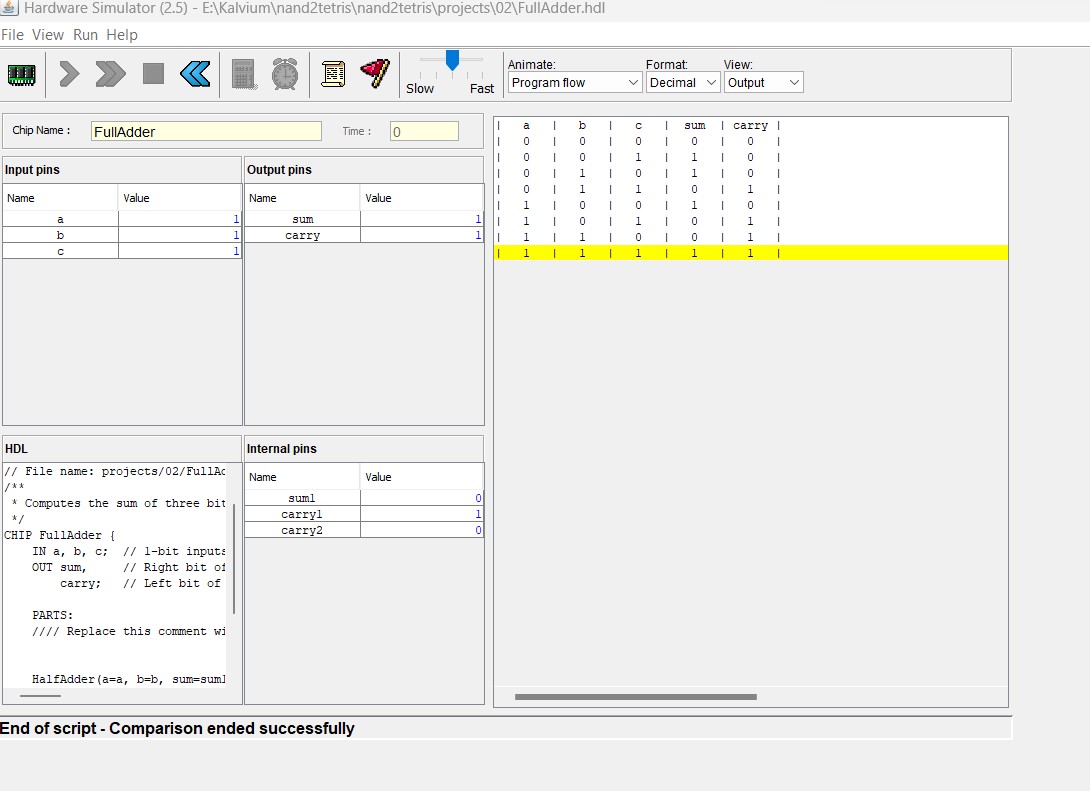 Hardware Simulator (2.5) - E:\Kalvium\nand2tetris\nand2tetris\projects\02\FullAdder.hdl
File View Run Help
Slow Fast
Animate: Format: View:
Program flow Decimal Output
Chip Name : FullAdder Time : 0
Input pins
Name Value
a 1
b 1
c 1
Output pins
Name Value
sum 1
carry 1
| a | b | c | sum | carry |
| 0 | 0 | 0 | 0 | 0 |
| 0 | 0 | 1 | 1 | 0 |
| 0 | 1 | 0 | 1 | 0 |
| 0 | 1 | 1 | 0 | 1 |
| 1 | 0 | 0 | 1 | 0 |
| 1 | 0 | 1 | 0 | 1 |
| 1 | 1 | 0 | 0 | 1 |
| 1 | 1 | 1 | 1 | 1 |
HDL
// File name: projects/02/FullAd
/**
* Computes the sum of three bit
*/
CHIP FullAdder {
IN a, b, c; // 1-bit inputs
OUT sum, // Right bit of
carry; // Left bit of
PARTS:
//// Replace this comment wi
HalfAdder(a=a, b=b, sum=sum1
Internal pins
Name Value
sum1 0
carry1 1
carry2 0
End of script - Comparison ended successfully